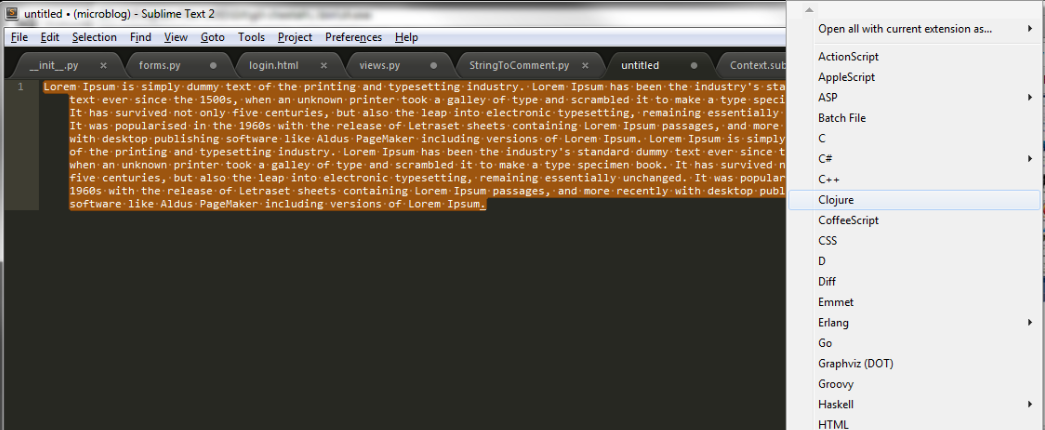 untitled • (microblog) - Sublime Text 2
File Edit Selection Find View Goto Tools Project Preferences Help
__init__.py × forms.py login.html × views.py StringToComment.py × untitled Context.sub
1 Lorem Ipsum is simply dummy text of the printing and typesetting industry. Lorem Ipsum has been the industry's sta
text ever since the 1500s, when an unknown printer took a galley of type and scrambled it to make a type speci
It has survived not only five centuries, but also the leap into electronic typesetting, remaining essentially
It was popularised in the 1960s with the release of Letraset sheets containing Lorem Ipsum passages, and more
with desktop publishing software like Aldus PageMaker including versions of Lorem Ipsum. Lorem Ipsum is simply
of the printing and typesetting industry. Lorem Ipsum has been the industry's standard dummy text ever since t
when an unknown printer took a galley of type and scrambled it to make a type specimen book. It has survived n
five centuries, but also the leap into electronic typesetting, remaining essentially unchanged. It was popular
1960s with the release of Letraset sheets containing Lorem Ipsum passages, and more recently with desktop publ
software like Aldus PageMaker including versions of Lorem Ipsum.
Open all with current extension as...
ActionScript
AppleScript
ASP
Batch File
C
C#
C++
Clojure
CoffeeScript
CSS
D
Diff
Emmet
Erlang
Go
Graphviz (DOT)
Groovy
Haskell
HTML